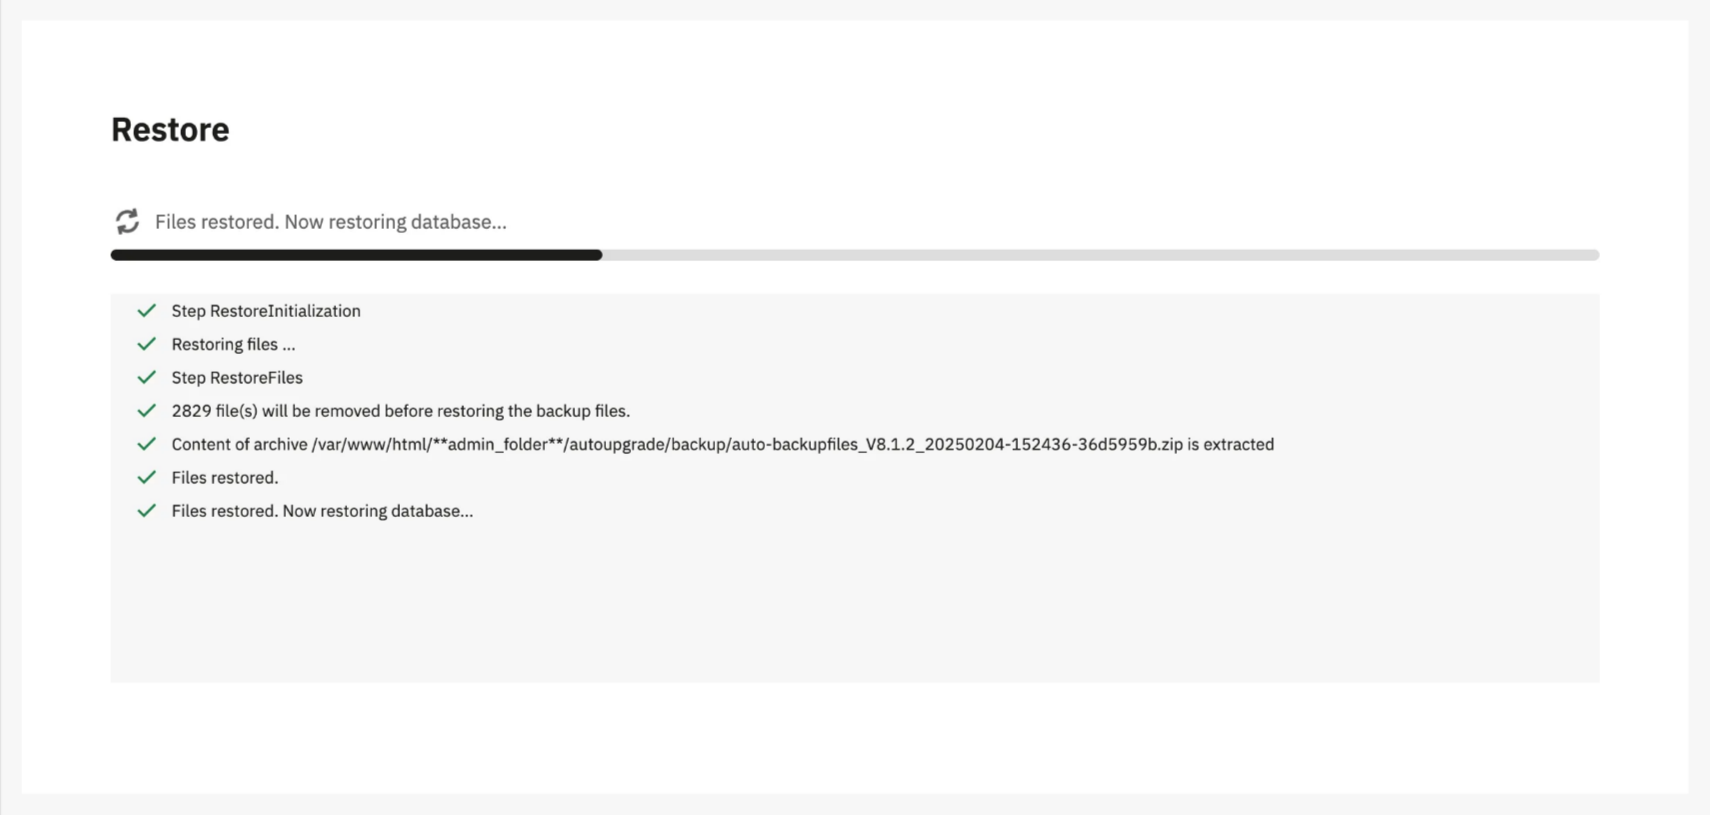 Restore
Files restored. Now restoring database...
Step RestoreInitialization
Restoring files ...
Step RestoreFiles
2829 file(s) will be removed before restoring the backup files.
Content of archive /var/www/html/**admin_folder**/autoupgrade/backup/auto-backupfiles_V8.1.2_20250204-152436-36d5959b.zip is extracted
Files restored.
Files restored. Now restoring database...